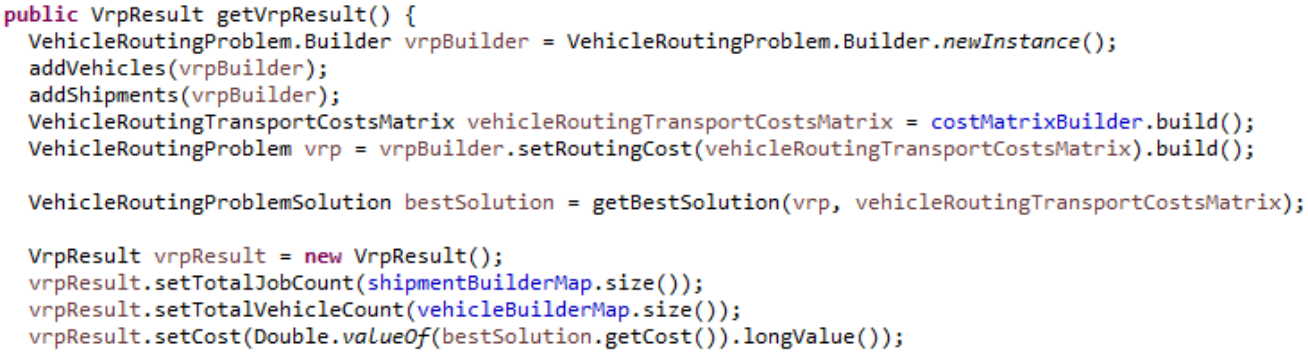 public VrpResult getVrpResult() {
VehicleRoutingProblem.Builder vrpBuilder = VehicleRoutingProblem.Builder.newInstance();
addVehicles(vrpBuilder);
addShipments(vrpBuilder);
VehicleRoutingTransportCostsMatrix vehicleRoutingTransportCostsMatrix = costMatrixBuilder.build();
VehicleRoutingProblem vrp = vrpBuilder.setRoutingCost(vehicleRoutingTransportCostsMatrix).build();
VehicleRoutingProblemSolution bestSolution = getBestSolution(vrp, vehicleRoutingTransportCostsMatrix);
VrpResult vrpResult = new VrpResult();
vrpResult.setTotalJobCount(shipmentBuilderMap.size());
vrpResult.setTotalVehicleCount(vehicleBuilderMap.size());
vrpResult.setCost(Double.valueOf(bestSolution.getCost()).longValue());